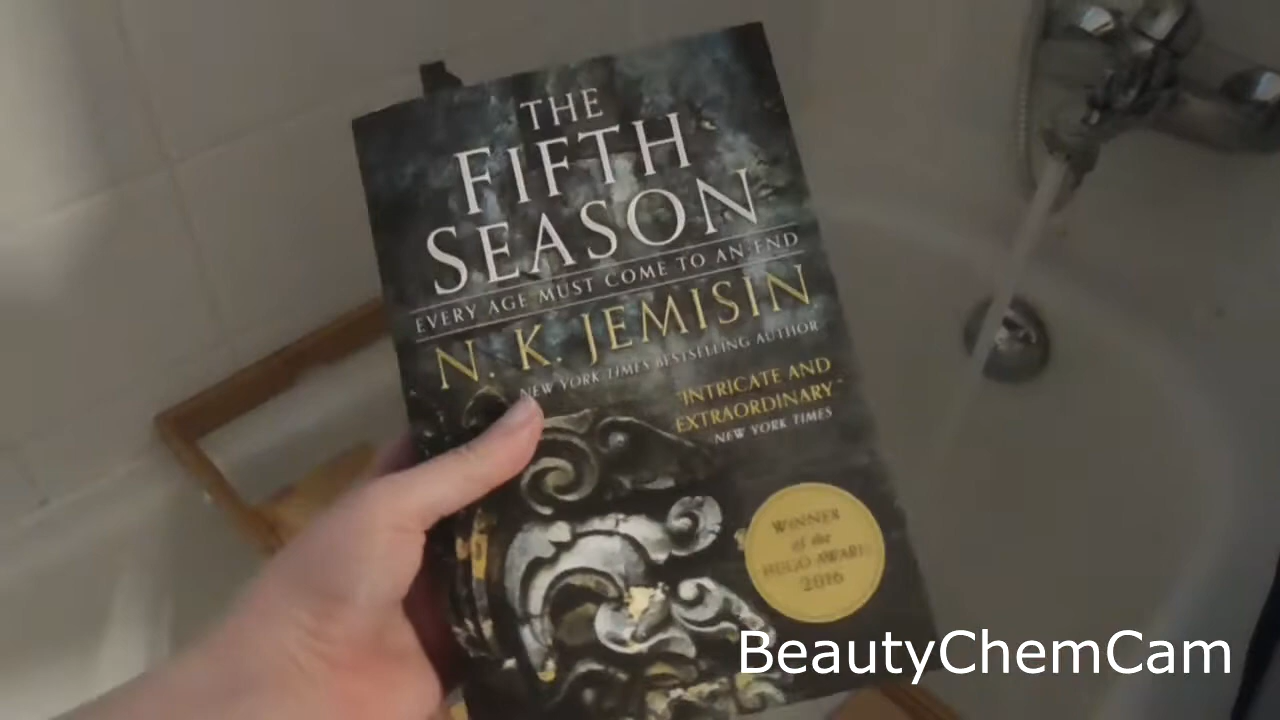 THE
FIFTH
SEASON
EVERY AGE MUST COME TO AN END
N. K. JEMISIN
NEW YORK TIMES BESTSELLING AUTHOR
"INTRICATE AND
EXTRAORDINARY"
NEW YORK TIMES
WINNER
of the
HUGO AWARD
2016
BeautyChemCam